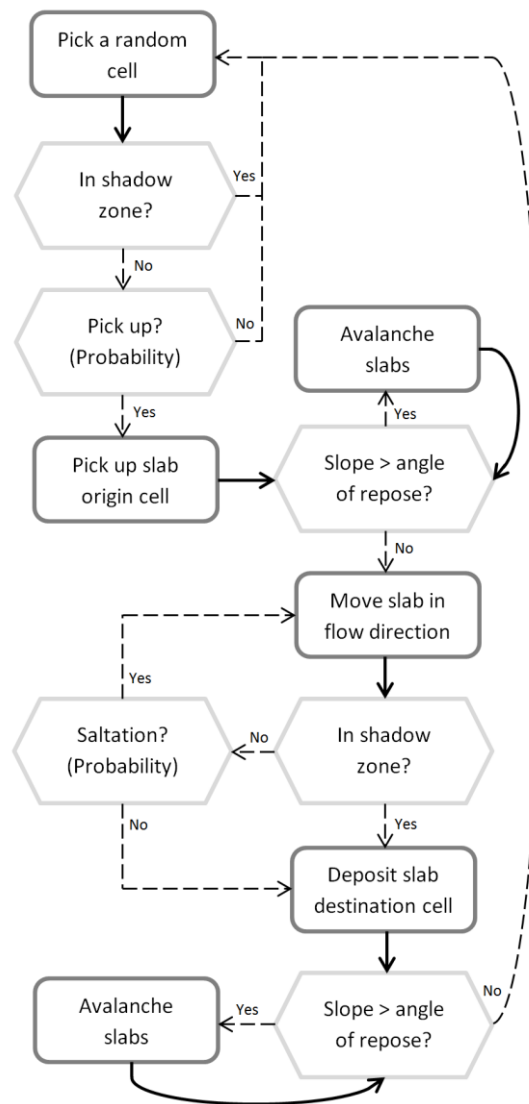 Pick a random
cell
In shadow
zone?
Yes
No
Pick up?
(Probability)
No
Yes
Avalanche
slabs
Yes
Pick up slab
origin cell
Slope > angle
of repose?
No
Move slab in
flow direction
Yes
Saltation?
(Probability)
No
In shadow
zone?
No
Yes
Deposit slab
destination cell
Avalanche
slabs
Yes
Slope > angle
of repose?
No